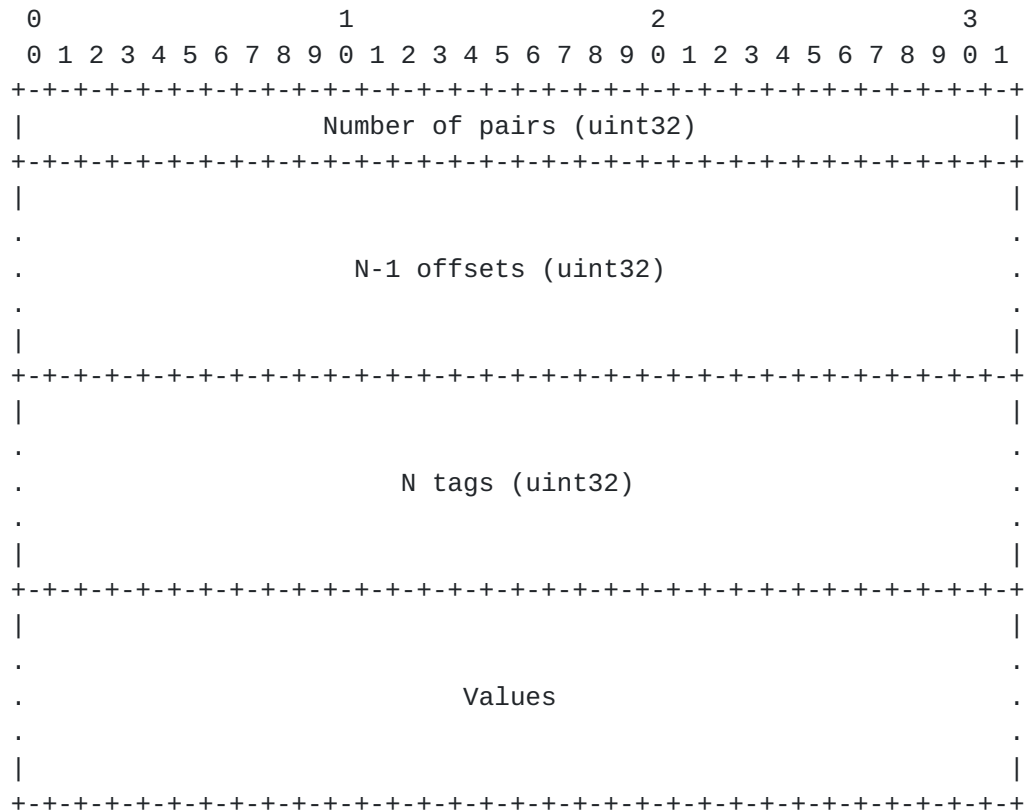 0                   1                   2                   3
0 1 2 3 4 5 6 7 8 9 0 1 2 3 4 5 6 7 8 9 0 1 2 3 4 5 6 7 8 9 0 1
Number of pairs (uint32)
N-1 offsets (uint32)
N tags (uint32)
Values